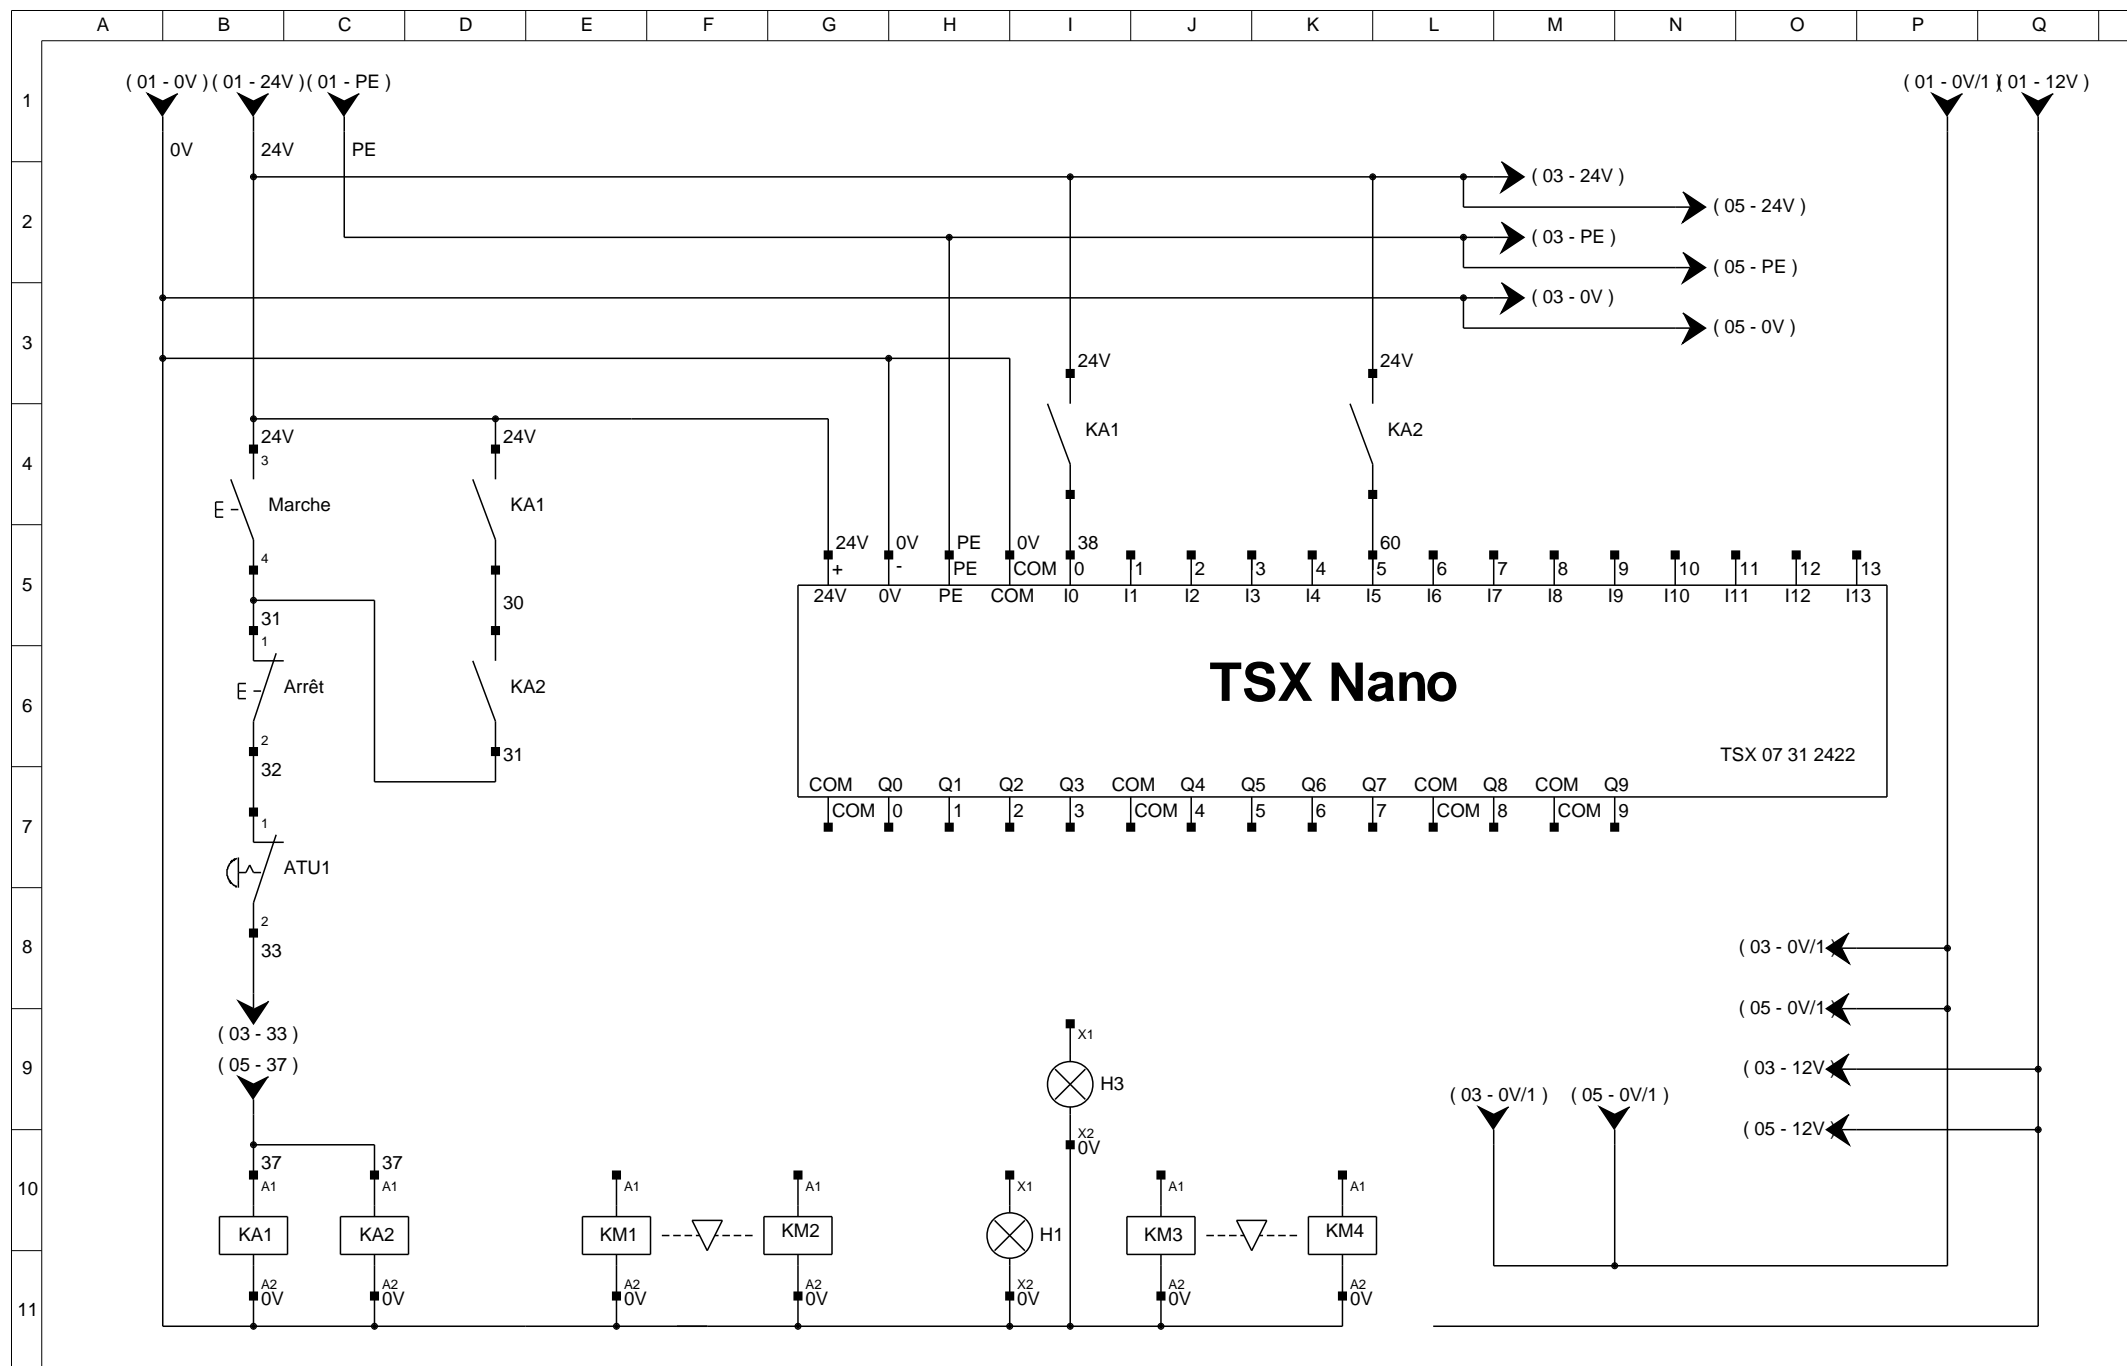 A B C D E F G H I J K L M N O P Q
1
( 01 - 0V ) ( 01 - 24V ) ( 01 - PE ) ( 01 - 0V/1 ) ( 01 - 12V )
0V 24V PE
( 03 - 24V )
2
( 05 - 24V )
( 03 - PE )
( 05 - PE )
( 03 - 0V )
( 05 - 0V )
3
24V 24V
KA1 KA2
24V 24V
3
4
Marche KA1
24V 0V PE 0V 38 60
4
+ - PE COM 0 1 2 3 4 5 6 7 8 9 10 11 12 13
5
24V 0V PE COM I0 I1 I2 I3 I4 I5 I6 I7 I8 I9 I10 I11 I12 I13
30
31
1
TSX Nano
Arrêt KA2
6
2
32 31
TSX 07 31 2422
COM Q0 Q1 Q2 Q3 COM Q4 Q5 Q6 Q7 COM Q8 COM Q9
COM 0 1 2 3 COM 4 5 6 7 COM 8 COM 9
7
1
ATU1
2
33
8
( 03 - 0V/1 )
( 05 - 0V/1 )
( 03 - 33 )
X1
( 05 - 37 )
9
( 03 - 12V )
H3
( 03 - 0V/1 ) ( 05 - 0V/1 )
( 05 - 12V )
X2
0V
37 37
10
A1 A1 A1 A1 X1 A1 A1
KA1 KA2 KM1 KM2 H1 KM3 KM4
A2 A2 A2 A2 X2 A2 A2
0V 0V 0V 0V 0V 0V 0V
11